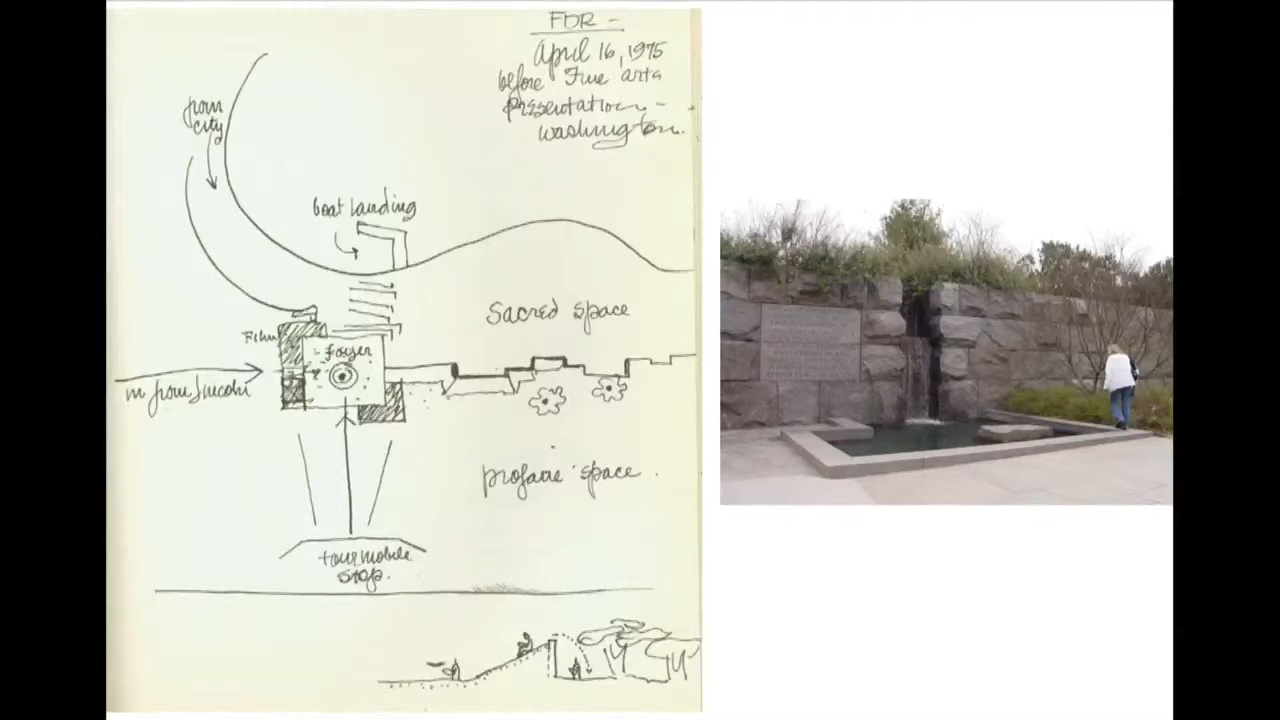 FDR -
April 16, 1975
before Fine arts
presentation -
washington.
from
city
boat landing
Sacred space
Film
foyer
in from Lincoln
profane space.
tourmobile
stop.